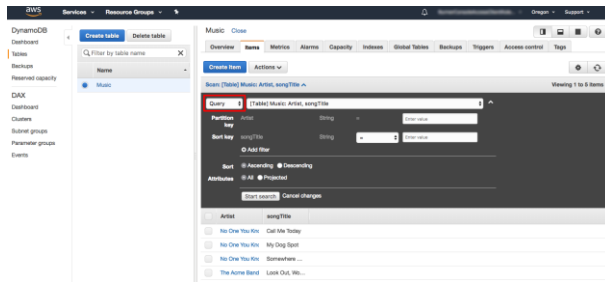 aws Services Resource Groups Oregon Support
DynamoDB
Dashboard
Tables
Backups
Reserved capacity
DAX
Dashboard
Clusters
Subnet groups
Parameter groups
Events
Create table Delete table
Filter by table name X
Name
Music
Music Close
Overview Items Metrics Alarms Capacity Indexes Global Tables Backups Triggers Access control Tags
Create item Actions
Scan: [Table] Music: Artist, songTitle Viewing 1 to 5 items
Query [Table] Music: Artist, songTitle
Partition key Artist String = Enter value
Sort key songTitle String = Enter value
Add filter
Sort Ascending Descending
Attributes All Projected
Start search Cancel changes
Artist songTitle
No One You Knc Call Me Today
No One You Knc My Dog Spot
No One You Knc Somewhere ...
The Acme Band Look Out, Wo...